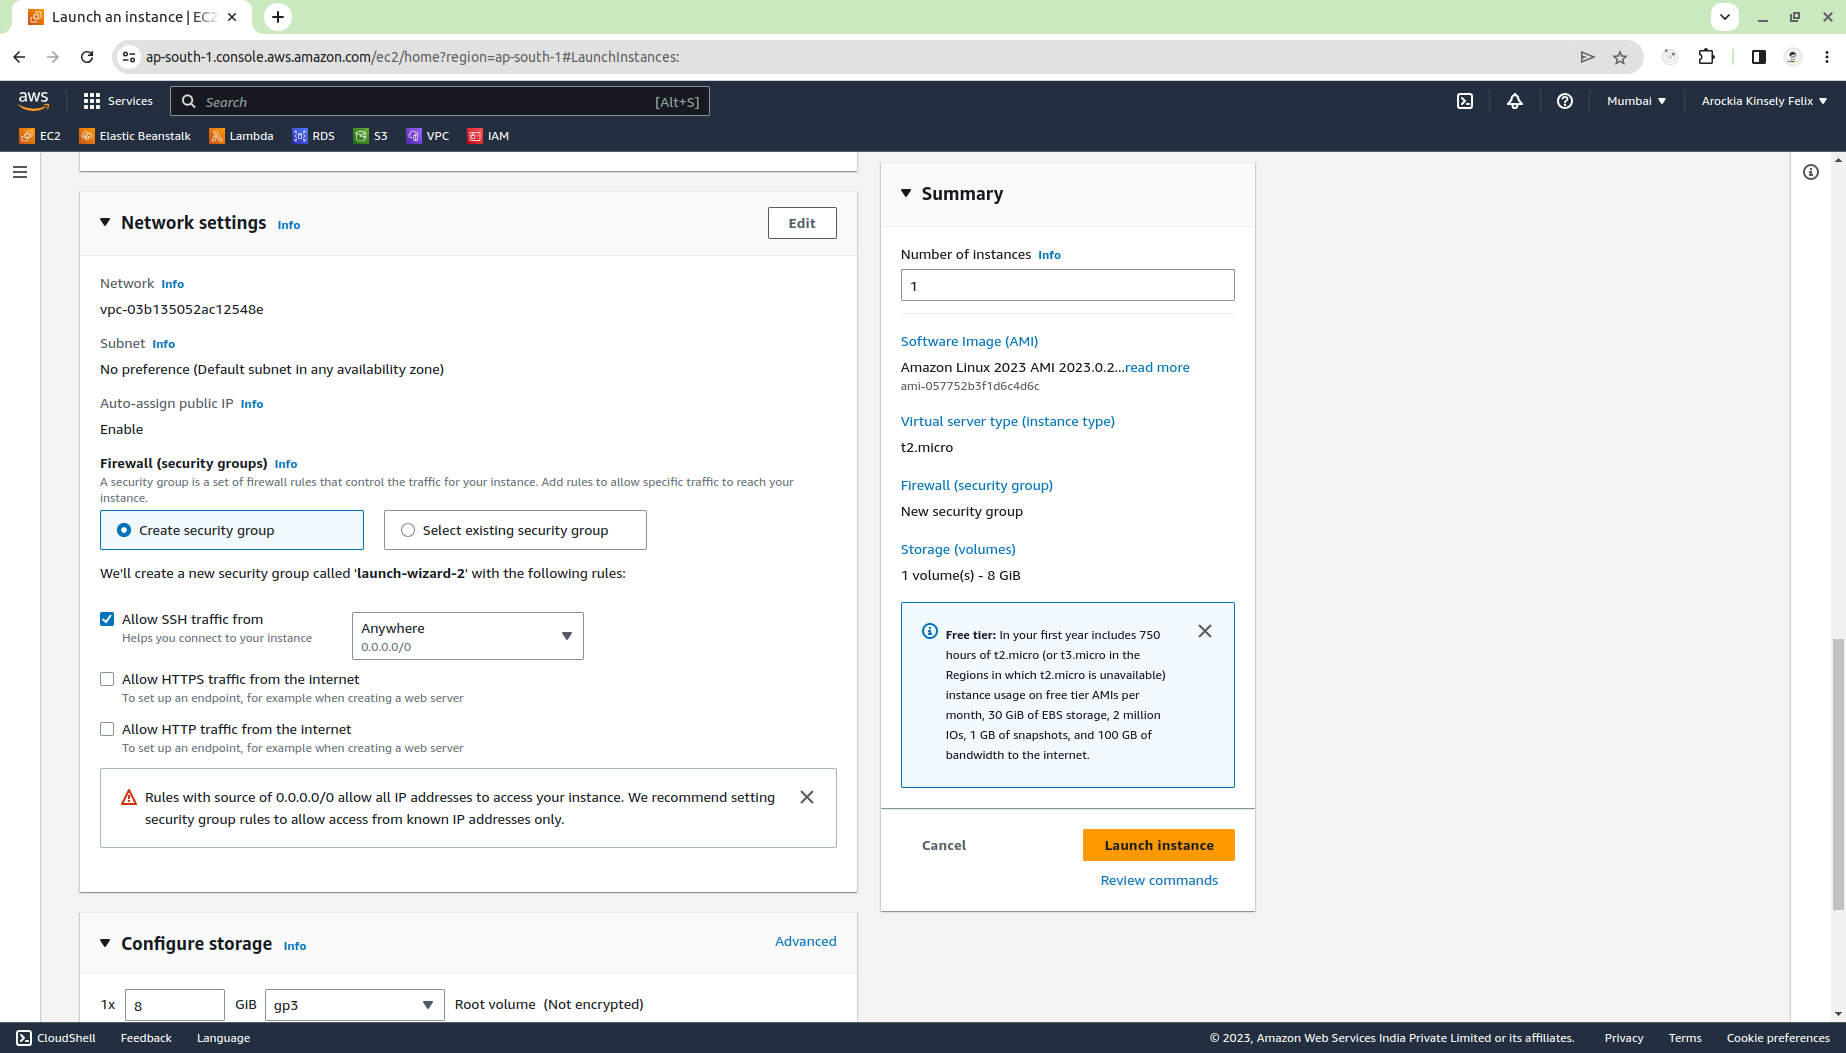 Launch an instance | EC2
ap-south-1.console.aws.amazon.com/ec2/home?region=ap-south-1#LaunchInstances:
aws
Services
Search
[Alt+S]
Mumbai
Arockia Kinsely Felix
EC2
Elastic Beanstalk
Lambda
RDS
S3
VPC
IAM
Network settings Info
Edit
Network Info
vpc-03b135052ac12548e
Subnet Info
No preference (Default subnet in any availability zone)
Auto-assign public IP Info
Enable
Firewall (security groups) Info
A security group is a set of firewall rules that control the traffic for your instance. Add rules to allow specific traffic to reach your
instance.
Create security group
Select existing security group
We'll create a new security group called 'launch-wizard-2' with the following rules:
Allow SSH traffic from
Helps you connect to your instance
Anywhere
0.0.0.0/0
Allow HTTPS traffic from the internet
To set up an endpoint, for example when creating a web server
Allow HTTP traffic from the internet
To set up an endpoint, for example when creating a web server
Rules with source of 0.0.0.0/0 allow all IP addresses to access your instance. We recommend setting
security group rules to allow access from known IP addresses only.
Configure storage Info
Advanced
1x 8 GiB gp3 Root volume (Not encrypted)
Summary
Number of instances Info
1
Software Image (AMI)
Amazon Linux 2023 AMI 2023.0.2...read more
ami-057752b3f1d6c4d6c
Virtual server type (instance type)
t2.micro
Firewall (security group)
New security group
Storage (volumes)
1 volume(s) - 8 GiB
Free tier: In your first year includes 750
hours of t2.micro (or t3.micro in the
Regions in which t2.micro is unavailable)
instance usage on free tier AMIs per
month, 30 GiB of EBS storage, 2 million
IOs, 1 GB of snapshots, and 100 GB of
bandwidth to the internet.
Cancel
Launch instance
Review commands
CloudShell
Feedback
Language
© 2023, Amazon Web Services India Private Limited or its affiliates.
Privacy
Terms
Cookie preferences